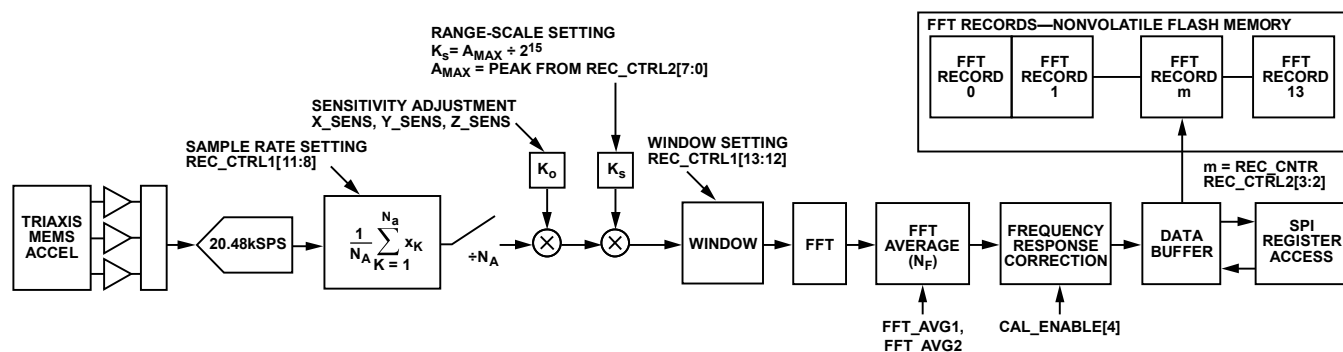 FFT RECORDS—NONVOLATILE FLASH MEMORY
FFT
RECORD
0
FFT
RECORD
1
FFT
RECORD
m
FFT
RECORD
13
RANGE-SCALE SETTING
Ks= AMAX ÷ 2^15
AMAX = PEAK FROM REC_CTRL2[7:0]
SENSITIVITY ADJUSTMENT
X_SENS, Y_SENS, Z_SENS
SAMPLE RATE SETTING
REC_CTRL1[11:8]
WINDOW SETTING
REC_CTRL1[13:12]
Ko
Ks
m = REC_CNTR
REC_CTRL2[3:2]
TRIAXIS
MEMS
ACCEL
20.48kSPS
Na
1
NA
∑ xK
K = 1
÷NA
WINDOW
FFT
FFT
AVERAGE
(NF)
FREQUENCY
RESPONSE
CORRECTION
DATA
BUFFER
SPI
REGISTER
ACCESS
FFT_AVG1,
FFT_AVG2
CAL_ENABLE[4]